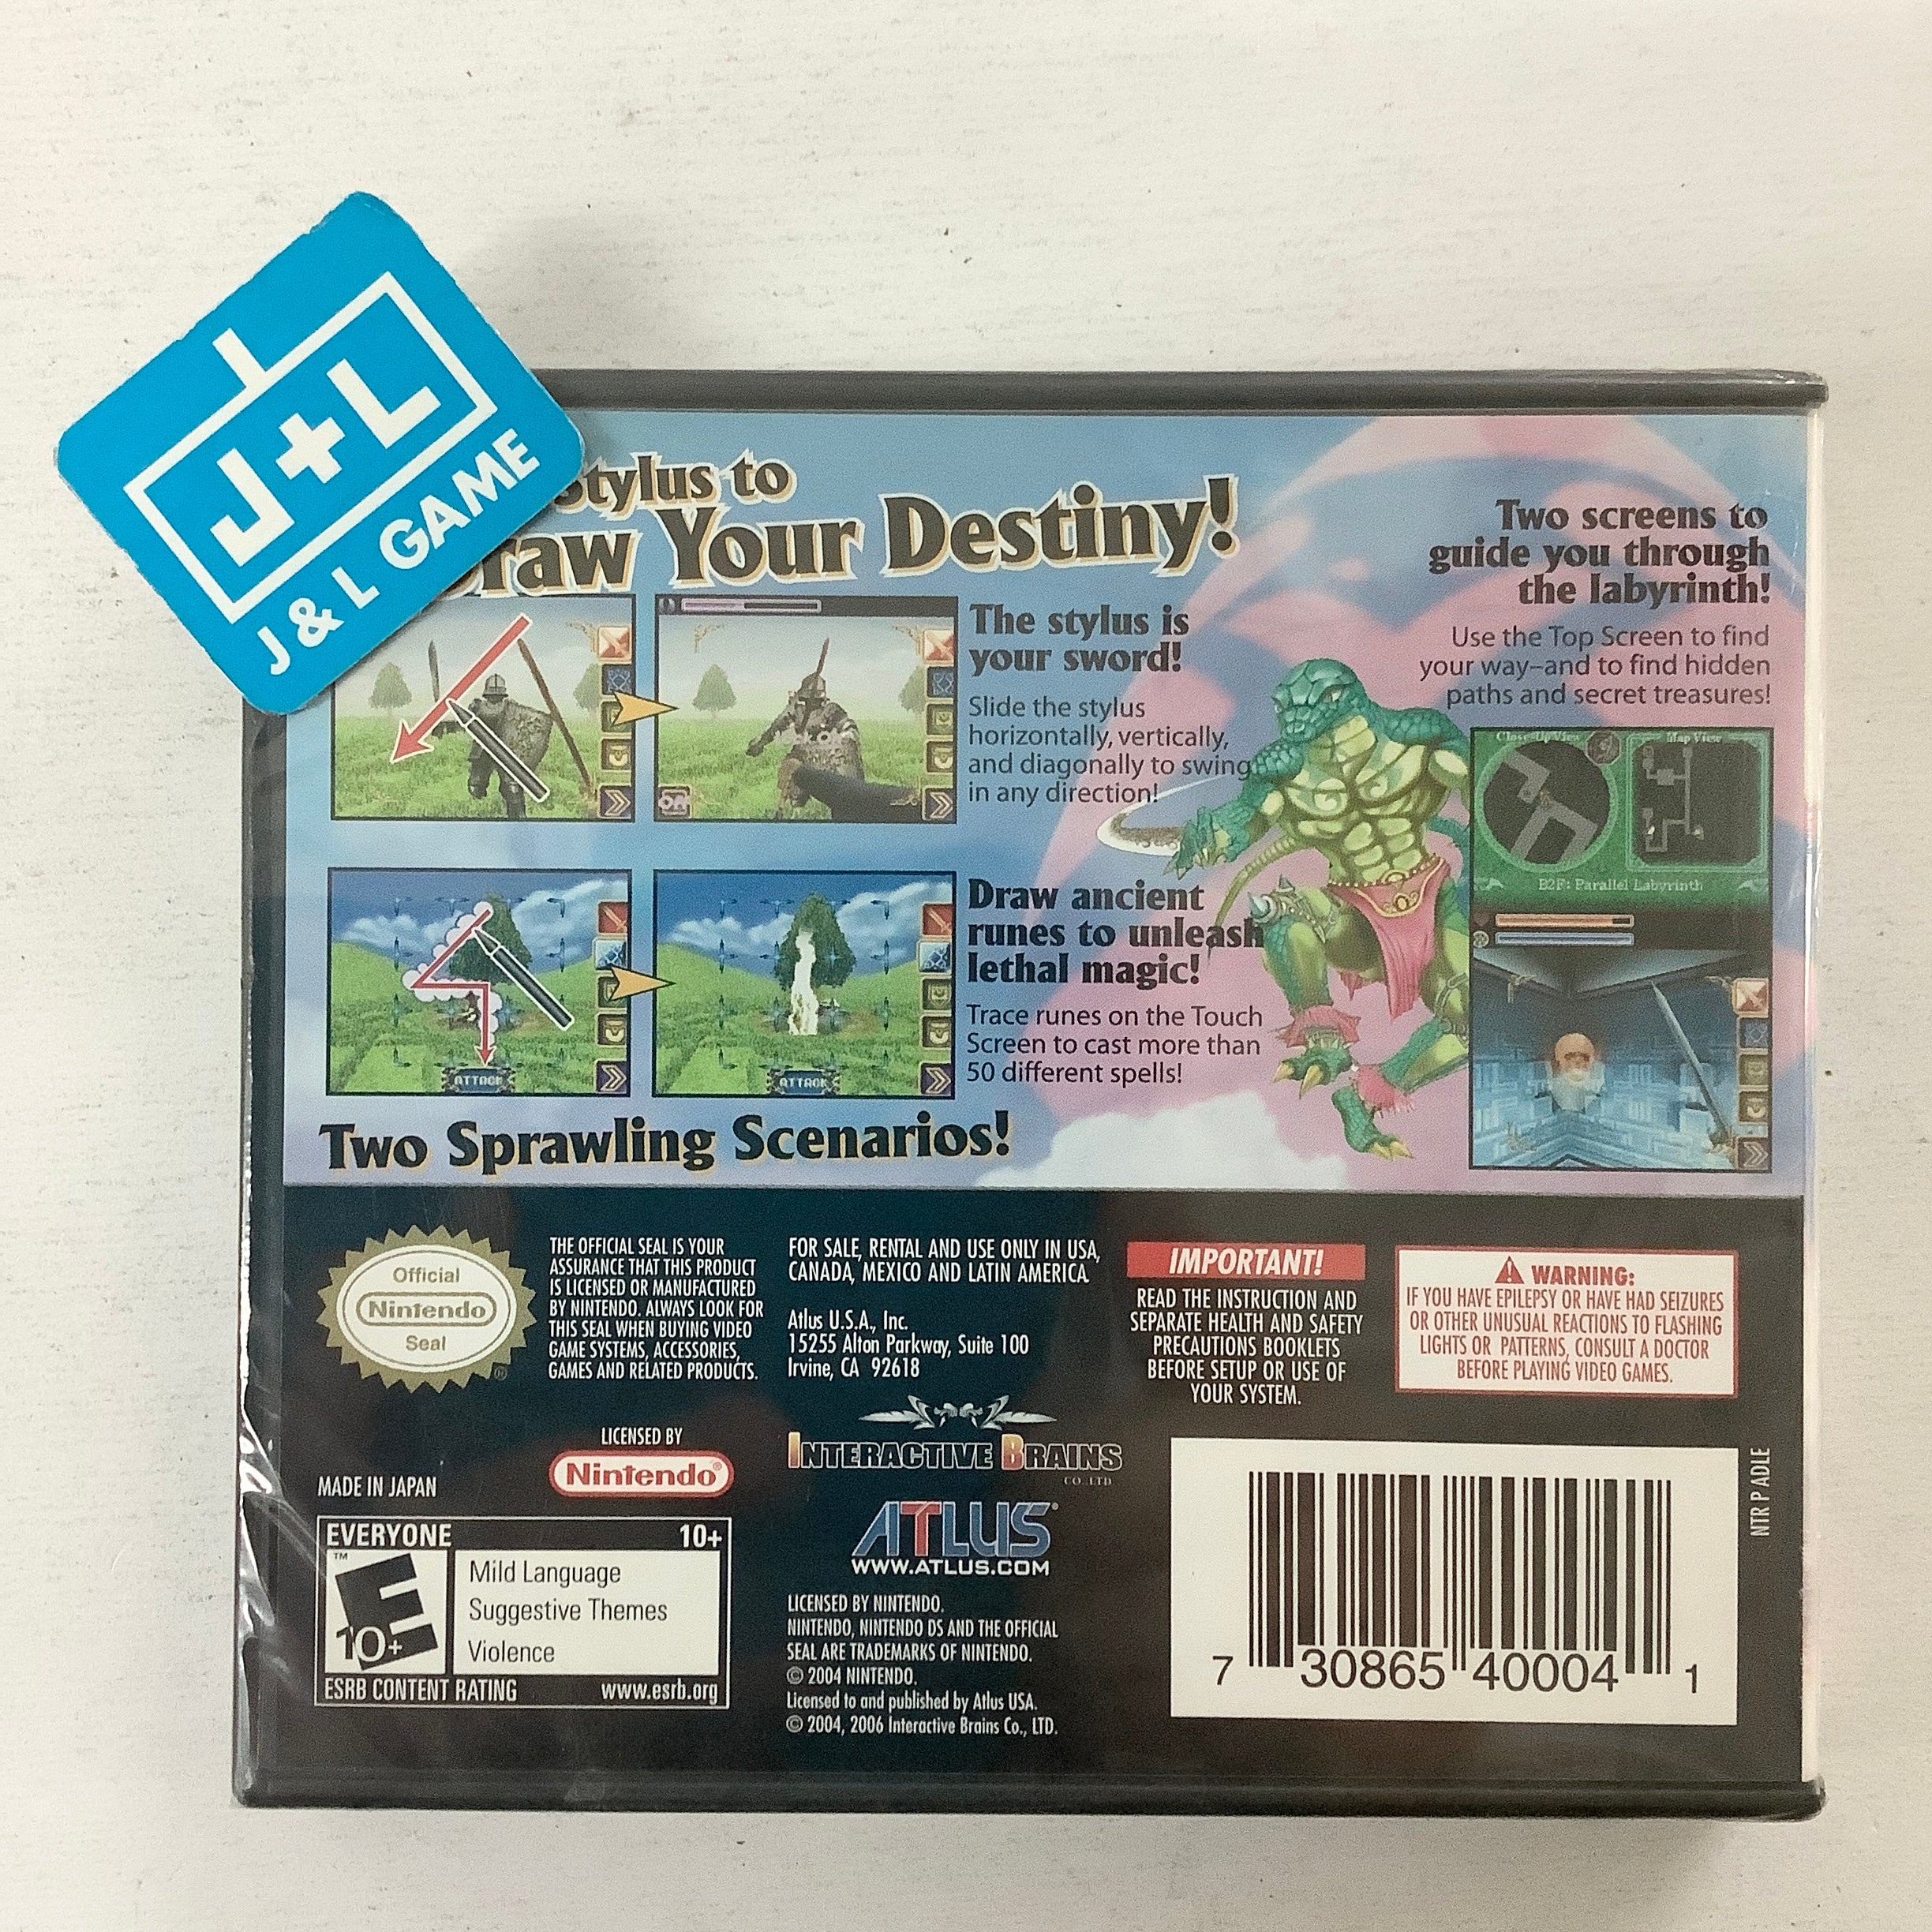 J+L
J & L GAME
Stylus to
Draw Your Destiny!
The stylus is
your sword!
Slide the stylus
horizontally, vertically,
and diagonally to swing
in any direction!
Draw ancient
runes to unleash
lethal magic!
Trace runes on the Touch
Screen to cast more than
50 different spells!
ATTACK
ATTACK
Two Sprawling Scenarios!
Two screens to
guide you through
the labyrinth!
Use the Top Screen to find
your way–and to find hidden
paths and secret treasures!
Close-Up View
Map View
B2F: Parallel Labyrinth
Official
Nintendo
Seal
®
THE OFFICIAL SEAL IS YOUR
ASSURANCE THAT THIS PRODUCT
IS LICENSED OR MANUFACTURED
BY NINTENDO. ALWAYS LOOK FOR
THIS SEAL WHEN BUYING VIDEO
GAME SYSTEMS, ACCESSORIES,
GAMES AND RELATED PRODUCTS.
FOR SALE, RENTAL AND USE ONLY IN USA,
CANADA, MEXICO AND LATIN AMERICA.
Atlus U.S.A., Inc.
15255 Alton Parkway, Suite 100
Irvine, CA 92618
IMPORTANT!
READ THE INSTRUCTION AND
SEPARATE HEALTH AND SAFETY
PRECAUTIONS BOOKLETS
BEFORE SETUP OR USE OF
YOUR SYSTEM.
WARNING:
IF YOU HAVE EPILEPSY OR HAVE HAD SEIZURES
OR OTHER UNUSUAL REACTIONS TO FLASHING
LIGHTS OR PATTERNS, CONSULT A DOCTOR
BEFORE PLAYING VIDEO GAMES.
LICENSED BY
Nintendo®
MADE IN JAPAN
INTERACTIVE BRAINS
CO.,LTD.
ATLUS®
WWW.ATLUS.COM
EVERYONE 10+
™
E
10+
Mild Language
Suggestive Themes
Violence
ESRB CONTENT RATING www.esrb.org
LICENSED BY NINTENDO.
NINTENDO, NINTENDO DS AND THE OFFICIAL
SEAL ARE TRADEMARKS OF NINTENDO.
© 2004 NINTENDO.
Licensed to and published by Atlus USA.
© 2004, 2006 Interactive Brains Co., LTD.
7 30865 40004 1
NTR P ADLE